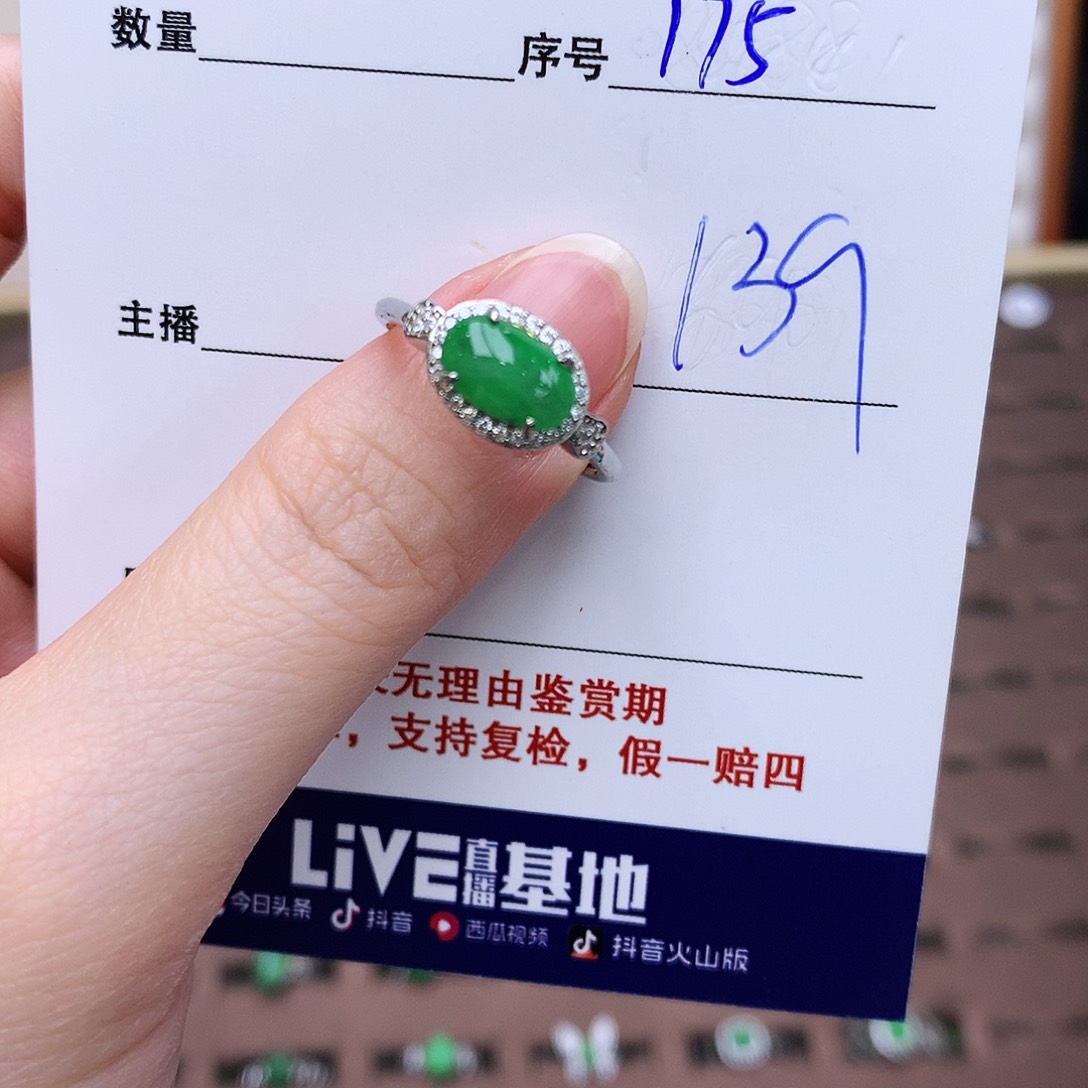 数量 序号 175
139
主播
无理由鉴赏期
，支持复检，假一赔四
LiVE直播基地
今日头条 抖音 西瓜视频 抖音火山版